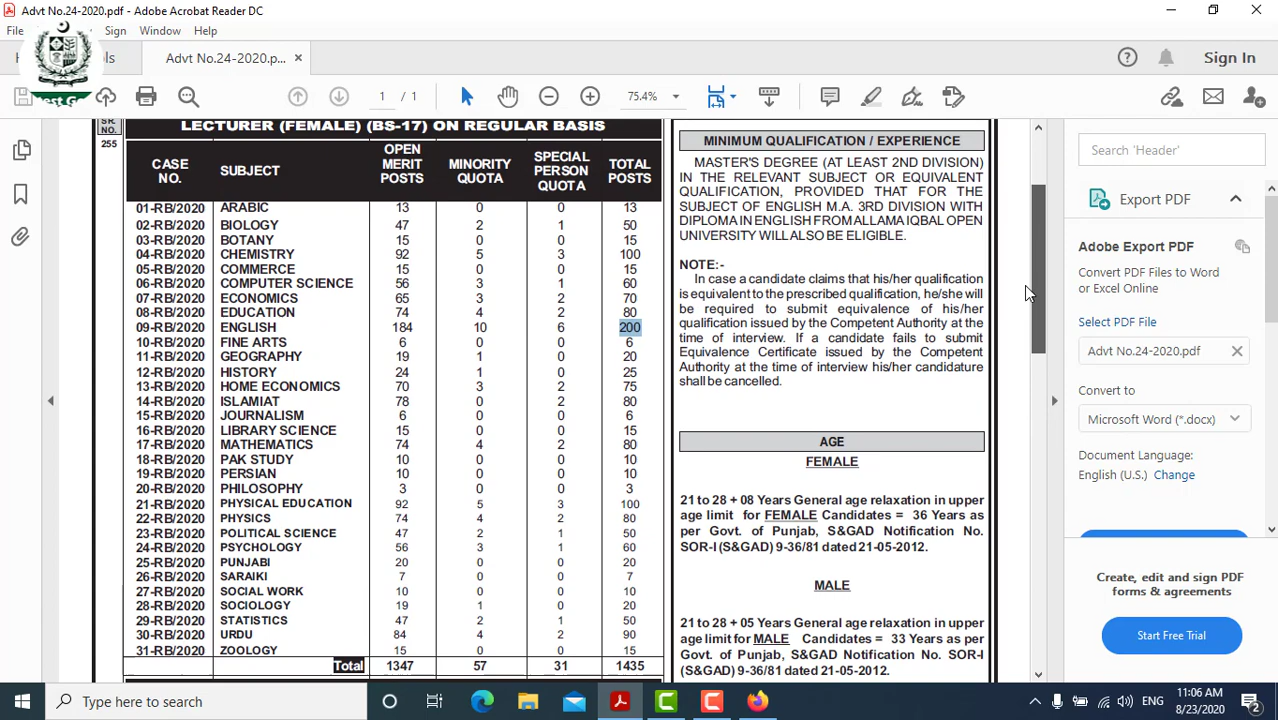 Advt No.24-2020.pdf - Adobe Acrobat Reader DC
File Sign Window Help
Advt No.24-2020.p... × Sign In
1 / 1 75.4%
LECTURER (FEMALE) (BS-17) ON REGULAR BASIS
SR. NO.
255
CASE NO. SUBJECT OPEN MERIT POSTS MINORITY QUOTA SPECIAL PERSON QUOTA TOTAL POSTS
01-RB/2020 ARABIC 13 0 0 13
02-RB/2020 BIOLOGY 47 2 1 50
03-RB/2020 BOTANY 15 0 0 15
04-RB/2020 CHEMISTRY 92 5 3 100
05-RB/2020 COMMERCE 15 0 0 15
06-RB/2020 COMPUTER SCIENCE 56 3 1 60
07-RB/2020 ECONOMICS 65 3 2 70
08-RB/2020 EDUCATION 74 4 2 80
09-RB/2020 ENGLISH 184 10 6 200
10-RB/2020 FINE ARTS 6 0 0 6
11-RB/2020 GEOGRAPHY 19 1 0 20
12-RB/2020 HISTORY 24 1 0 25
13-RB/2020 HOME ECONOMICS 70 3 2 75
14-RB/2020 ISLAMIAT 78 0 2 80
15-RB/2020 JOURNALISM 6 0 0 6
16-RB/2020 LIBRARY SCIENCE 15 0 0 15
17-RB/2020 MATHEMATICS 74 4 2 80
18-RB/2020 PAK STUDY 10 0 0 10
19-RB/2020 PERSIAN 10 0 0 10
20-RB/2020 PHILOSOPHY 3 0 0 3
21-RB/2020 PHYSICAL EDUCATION 92 5 3 100
22-RB/2020 PHYSICS 74 4 2 80
23-RB/2020 POLITICAL SCIENCE 47 2 1 50
24-RB/2020 PSYCHOLOGY 56 3 1 60
25-RB/2020 PUNJABI 20 0 0 20
26-RB/2020 SARAIKI 7 0 0 7
27-RB/2020 SOCIAL WORK 10 0 0 10
28-RB/2020 SOCIOLOGY 19 1 0 20
29-RB/2020 STATISTICS 47 2 1 50
30-RB/2020 URDU 84 4 2 90
31-RB/2020 ZOOLOGY 15 0 0 15
Total 1347 57 31 1435
MINIMUM QUALIFICATION / EXPERIENCE
MASTER'S DEGREE (AT LEAST 2ND DIVISION)
IN THE RELEVANT SUBJECT OR EQUIVALENT
QUALIFICATION, PROVIDED THAT FOR THE
SUBJECT OF ENGLISH M.A. 3RD DIVISION WITH
DIPLOMA IN ENGLISH FROM ALLAMA IQBAL OPEN
UNIVERSITY WILL ALSO BE ELIGIBLE.
NOTE:-
In case a candidate claims that his/her qualification
is equivalent to the prescribed qualification, he/she will
be required to submit equivalence of his/her
qualification issued by the Competent Authority at the
time of interview. If a candidate fails to submit
Equivalence Certificate issued by the Competent
Authority at the time of interview his/her candidature
shall be cancelled.
AGE
FEMALE
21 to 28 + 08 Years General age relaxation in upper
age limit for FEMALE Candidates = 36 Years as
per Govt. of Punjab, S&GAD Notification No.
SOR-I (S&GAD) 9-36/81 dated 21-05-2012.
MALE
21 to 28 + 05 Years General age relaxation in upper
age limit for MALE Candidates = 33 Years as per
Govt. of Punjab, S&GAD Notification No. SOR-I
(S&GAD) 9-36/81 dated 21-05-2012.
Search 'Header'
Export PDF
Adobe Export PDF
Convert PDF Files to Word
or Excel Online
Select PDF File
Advt No.24-2020.pdf
Convert to
Microsoft Word (*.docx)
Document Language:
English (U.S.) Change
Create, edit and sign PDF
forms & agreements
Start Free Trial
Type here to search
ENG
11:06 AM
8/23/2020
2